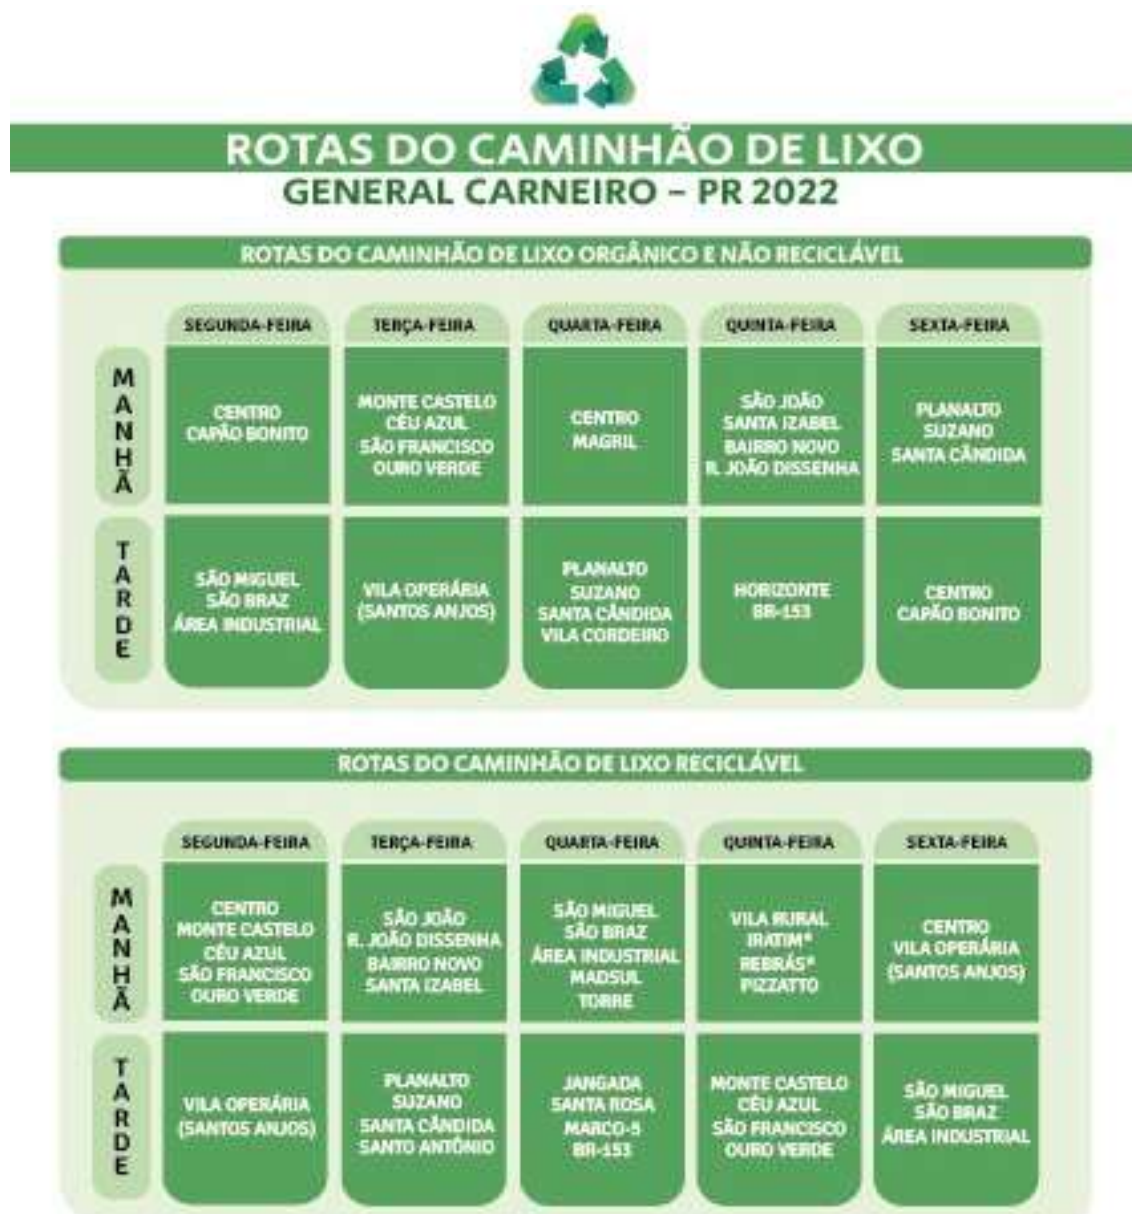 ROTAS DO CAMINHÃO DE LIXO
GENERAL CARNEIRO – PR 2022
ROTAS DO CAMINHÃO DE LIXO ORGÂNICO E NÃO RECICLÁVEL
SEGUNDA-FEIRA
TERÇA-FEIRA
QUARTA-FEIRA
QUINTA-FEIRA
SEXTA-FEIRA
MANHÃ
CENTRO
CAPÃO BONITO
MONTE CASTELO
CÉU AZUL
SÃO FRANCISCO
OURO VERDE
CENTRO
MAGRIL
SÃO JOÃO
SANTA IZABEL
BAIRRO NOVO
R. JOÃO DISSENHA
PLANALTO
SUZANO
SANTA CÂNDIDA
TARDE
SÃO MIGUEL
SÃO BRAZ
ÁREA INDUSTRIAL
VILA OPERÁRIA
(SANTOS ANJOS)
PLANALTO
SUZANO
SANTA CÂNDIDA
VILA CORDEIRO
HORIZONTE
BR-153
CENTRO
CAPÃO BONITO
ROTAS DO CAMINHÃO DE LIXO RECICLÁVEL
SEGUNDA-FEIRA
TERÇA-FEIRA
QUARTA-FEIRA
QUINTA-FEIRA
SEXTA-FEIRA
MANHÃ
CENTRO
MONTE CASTELO
CÉU AZUL
SÃO FRANCISCO
OURO VERDE
SÃO JOÃO
R. JOÃO DISSENHA
BAIRRO NOVO
SANTA IZABEL
SÃO MIGUEL
SÃO BRAZ
ÁREA INDUSTRIAL
MADSUL
TORRE
VILA RURAL
IRATIM*
REBRÁS*
PIZZATTO
CENTRO
VILA OPERÁRIA
(SANTOS ANJOS)
TARDE
VILA OPERÁRIA
(SANTOS ANJOS)
PLANALTO
SUZANO
SANTA CÂNDIDA
SANTO ANTÔNIO
JANGADA
SANTA ROSA
MARCO-5
BR-153
MONTE CASTELO
CÉU AZUL
SÃO FRANCISCO
OURO VERDE
SÃO MIGUEL
SÃO BRAZ
ÁREA INDUSTRIAL